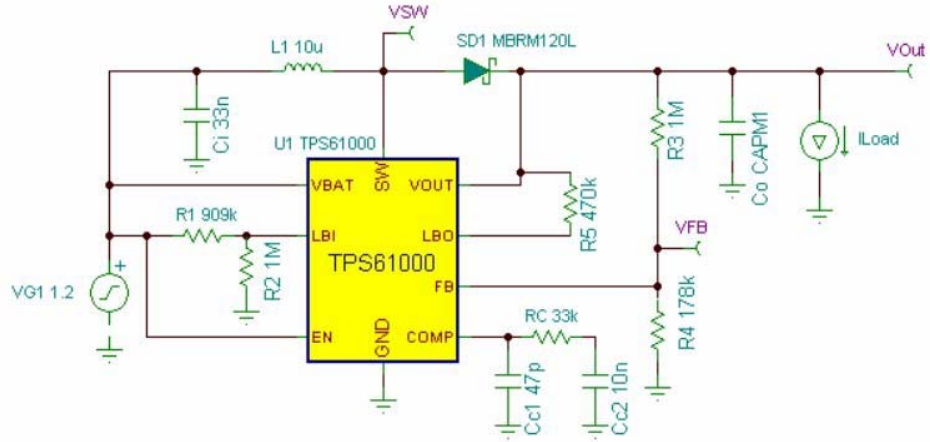 VSW
L1 10u
SD1 MBRM120L
VOut
Ci 33n
U1 TPS61000
R3 1M
Co CAPM1
ILoad
SW
VBAT
VOUT
R1 909k
R5 470k
LBI
LBO
VFB
R2 1M
TPS61000
FB
VG1 1.2
+
RC 33k
R4 178k
EN
GND
COMP
Cc1 47p
Cc2 10n